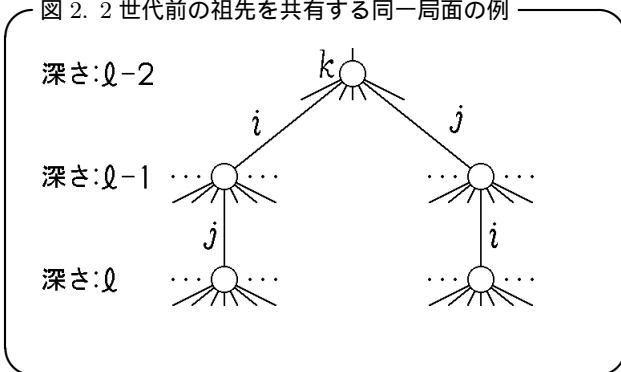 図 2. 2 世代前の祖先を共有する同一局面の例
深さ:ℓ-2
k
i
j
深さ:ℓ-1 ··· ··· ··· ···
j
i
深さ:ℓ ··· ··· ··· ···